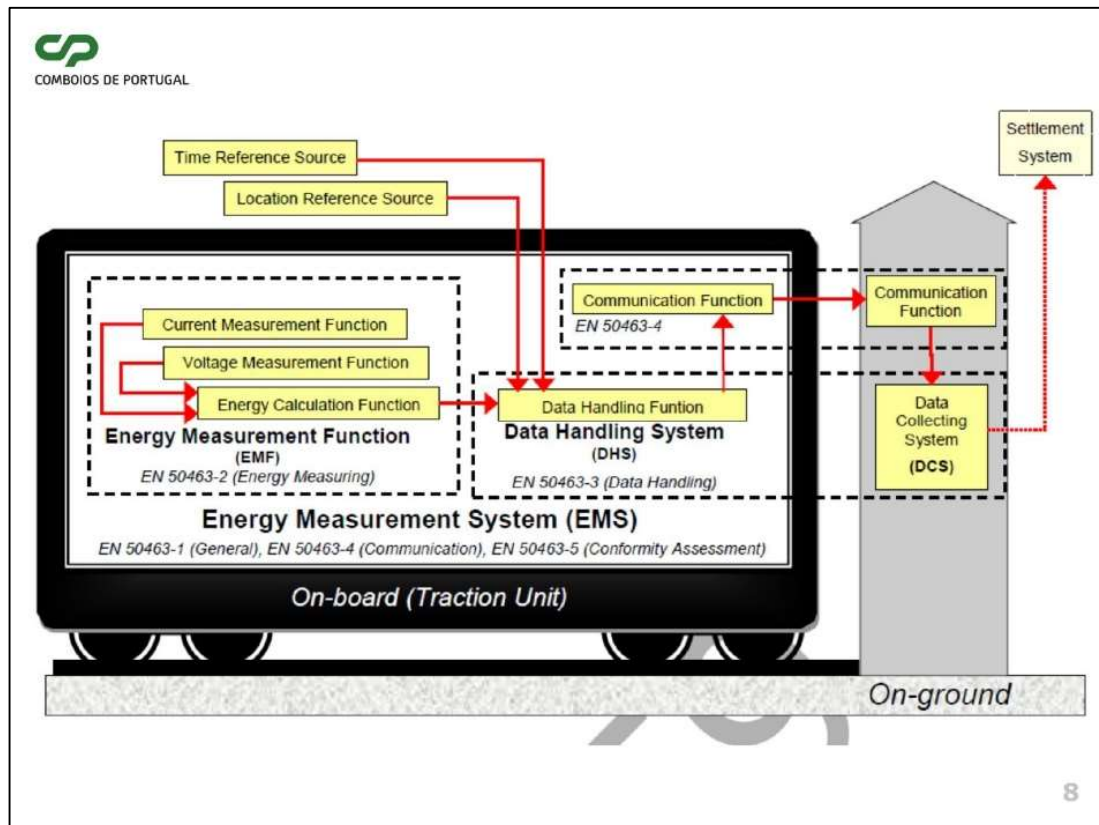 cp
COMBOIOS DE PORTUGAL
Time Reference Source
Location Reference Source
Settlement
System
Current Measurement Function
Voltage Measurement Function
Energy Calculation Function
Energy Measurement Function
(EMF)
EN 50463-2 (Energy Measuring)
Communication Function
EN 50463-4
Communication
Function
Data Handling Funtion
Data Handling System
(DHS)
EN 50463-3 (Data Handling)
Data
Collecting
System
(DCS)
Energy Measurement System (EMS)
EN 50463-1 (General), EN 50463-4 (Communication), EN 50463-5 (Conformity Assessment)
On-board (Traction Unit)
On-ground
8